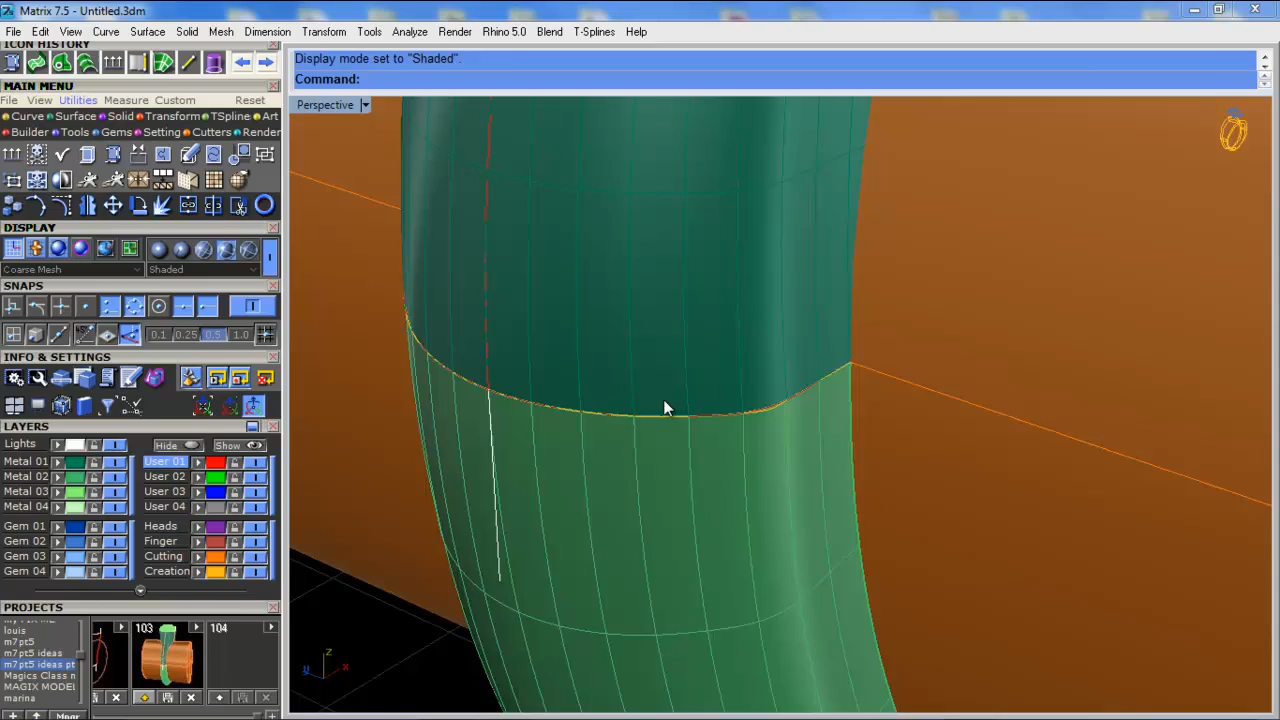 Matrix 7.5 - Untitled.3dm
File Edit View Curve Surface Solid Mesh Dimension Transform Tools Analyze Render Rhino 5.0 Blend T-Splines Help
ICON HISTORY
Display mode set to "Shaded".
Command:
MAIN MENU
File View Utilities Measure Custom Reset
Perspective
Curve Surface Solid Transform TSpline Art
Builder Tools Gems Setting Cutters Render
DISPLAY
Coarse Mesh Shaded
SNAPS
0.1 0.25 0.5 1.0
INFO & SETTINGS
LAYERS
Lights Hide Show
Metal 01 User 01
Metal 02 User 02
Metal 03 User 03
Metal 04 User 04
Gem 01 Heads
Gem 02 Finger
Gem 03 Cutting
Gem 04 Creation
PROJECTS
louis
m7pt5
m7pt5 ideas
m7pt5 ideas pt
Magics Class n
MAGIX MODEL
marina
103 104
Mngr
z
y x